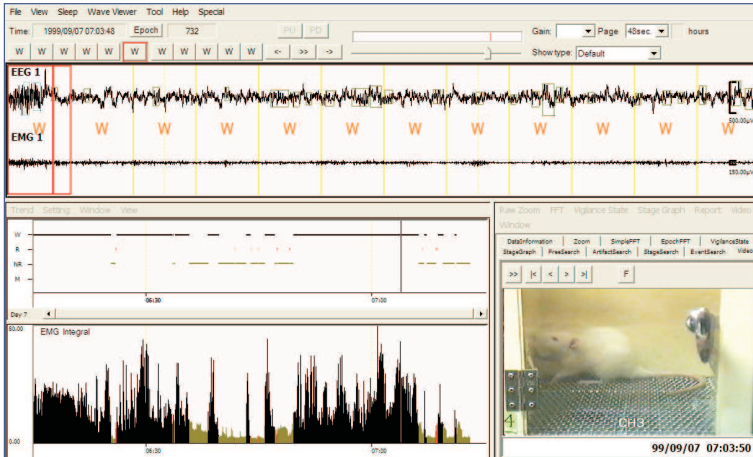 File View Sleep Wave Viewer Tool Help Special
Time: 1999/09/07 07:03:48 Epoch 732 PU PD Gain: Page 48sec. hours
W W W W W W W W W W W <- >> -> Show type: Default
EEG 1
500.00µV
W W W W W W W W W W W W
EMG 1
150.00µV
Trend Setting Window View
Raw Zoom FFT Vigilance State Stage Graph Report Video
Window
W
R
NR
M
06:30 07:00
Day 7
DataInformation Zoom SimpleFFT EpochFFT VigilanceState
StageGraph FreeSearch ArtifactSearch StageSearch EventSearch Video
>> |< < > >| F
50.00 EMG Integral
0.00
06:30 07:00
4
CH3
99/09/07 07:03:50